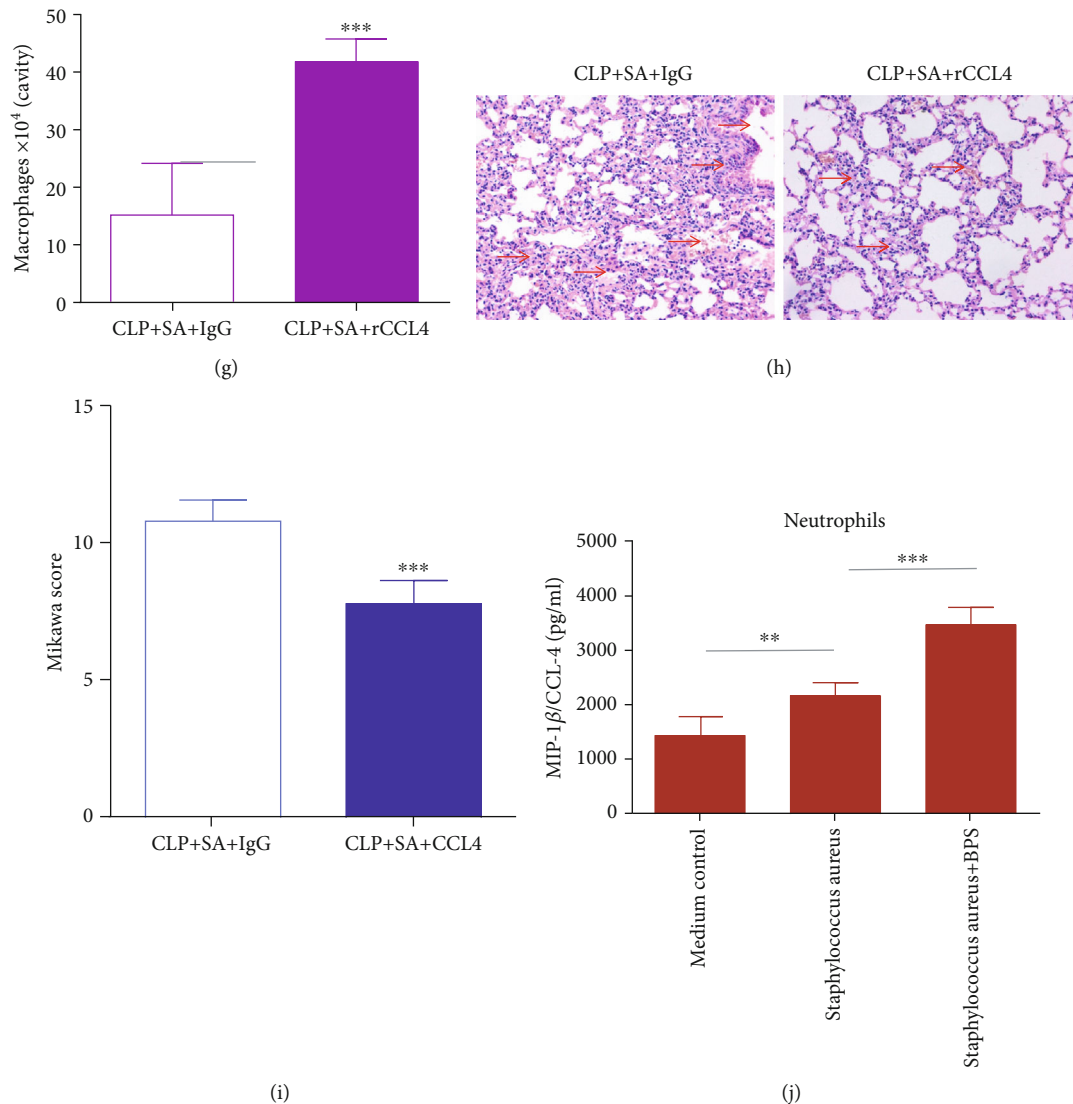 50
40
30
20
10
0
Macrophages ×10⁴ (cavity)
***
CLP+SA+IgG
CLP+SA+rCCL4
(g)
CLP+SA+IgG
CLP+SA+rCCL4
(h)
15
10
5
0
Mikawa score
***
CLP+SA+IgG
CLP+SA+CCL4
(i)
Neutrophils
5000
4000
3000
2000
1000
0
MIP-1β/CCL-4 (pg/ml)
**
***
Medium control
Staphylococcus aureus
Staphylococcus aureus+BPS
(j)